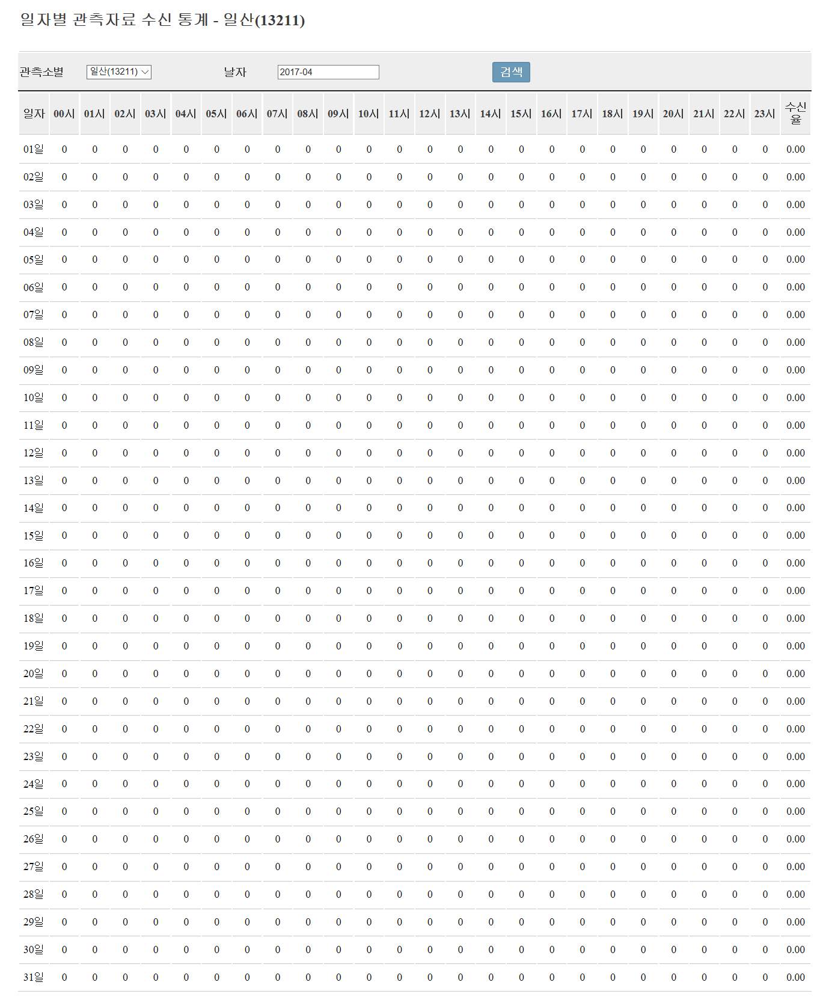 일자별 관측자료 수신 통계 - 일산(13211)
관측소별 일산(13211) 날자 2017-04 검색
일자 00시 01시 02시 03시 04시 05시 06시 07시 08시 09시 10시 11시 12시 13시 14시 15시 16시 17시 18시 19시 20시 21시 22시 23시 수신율
01일 0 0 0 0 0 0 0 0 0 0 0 0 0 0 0 0 0 0 0 0 0 0 0 0 0.00
02일 0 0 0 0 0 0 0 0 0 0 0 0 0 0 0 0 0 0 0 0 0 0 0 0 0.00
03일 0 0 0 0 0 0 0 0 0 0 0 0 0 0 0 0 0 0 0 0 0 0 0 0 0.00
04일 0 0 0 0 0 0 0 0 0 0 0 0 0 0 0 0 0 0 0 0 0 0 0 0 0.00
05일 0 0 0 0 0 0 0 0 0 0 0 0 0 0 0 0 0 0 0 0 0 0 0 0 0.00
06일 0 0 0 0 0 0 0 0 0 0 0 0 0 0 0 0 0 0 0 0 0 0 0 0 0.00
07일 0 0 0 0 0 0 0 0 0 0 0 0 0 0 0 0 0 0 0 0 0 0 0 0 0.00
08일 0 0 0 0 0 0 0 0 0 0 0 0 0 0 0 0 0 0 0 0 0 0 0 0 0.00
09일 0 0 0 0 0 0 0 0 0 0 0 0 0 0 0 0 0 0 0 0 0 0 0 0 0.00
10일 0 0 0 0 0 0 0 0 0 0 0 0 0 0 0 0 0 0 0 0 0 0 0 0 0.00
11일 0 0 0 0 0 0 0 0 0 0 0 0 0 0 0 0 0 0 0 0 0 0 0 0 0.00
12일 0 0 0 0 0 0 0 0 0 0 0 0 0 0 0 0 0 0 0 0 0 0 0 0 0.00
13일 0 0 0 0 0 0 0 0 0 0 0 0 0 0 0 0 0 0 0 0 0 0 0 0 0.00
14일 0 0 0 0 0 0 0 0 0 0 0 0 0 0 0 0 0 0 0 0 0 0 0 0 0.00
15일 0 0 0 0 0 0 0 0 0 0 0 0 0 0 0 0 0 0 0 0 0 0 0 0 0.00
16일 0 0 0 0 0 0 0 0 0 0 0 0 0 0 0 0 0 0 0 0 0 0 0 0 0.00
17일 0 0 0 0 0 0 0 0 0 0 0 0 0 0 0 0 0 0 0 0 0 0 0 0 0.00
18일 0 0 0 0 0 0 0 0 0 0 0 0 0 0 0 0 0 0 0 0 0 0 0 0 0.00
19일 0 0 0 0 0 0 0 0 0 0 0 0 0 0 0 0 0 0 0 0 0 0 0 0 0.00
20일 0 0 0 0 0 0 0 0 0 0 0 0 0 0 0 0 0 0 0 0 0 0 0 0 0.00
21일 0 0 0 0 0 0 0 0 0 0 0 0 0 0 0 0 0 0 0 0 0 0 0 0 0.00
22일 0 0 0 0 0 0 0 0 0 0 0 0 0 0 0 0 0 0 0 0 0 0 0 0 0.00
23일 0 0 0 0 0 0 0 0 0 0 0 0 0 0 0 0 0 0 0 0 0 0 0 0 0.00
24일 0 0 0 0 0 0 0 0 0 0 0 0 0 0 0 0 0 0 0 0 0 0 0 0 0.00
25일 0 0 0 0 0 0 0 0 0 0 0 0 0 0 0 0 0 0 0 0 0 0 0 0 0.00
26일 0 0 0 0 0 0 0 0 0 0 0 0 0 0 0 0 0 0 0 0 0 0 0 0 0.00
27일 0 0 0 0 0 0 0 0 0 0 0 0 0 0 0 0 0 0 0 0 0 0 0 0 0.00
28일 0 0 0 0 0 0 0 0 0 0 0 0 0 0 0 0 0 0 0 0 0 0 0 0 0.00
29일 0 0 0 0 0 0 0 0 0 0 0 0 0 0 0 0 0 0 0 0 0 0 0 0 0.00
30일 0 0 0 0 0 0 0 0 0 0 0 0 0 0 0 0 0 0 0 0 0 0 0 0 0.00
31일 0 0 0 0 0 0 0 0 0 0 0 0 0 0 0 0 0 0 0 0 0 0 0 0 0.00